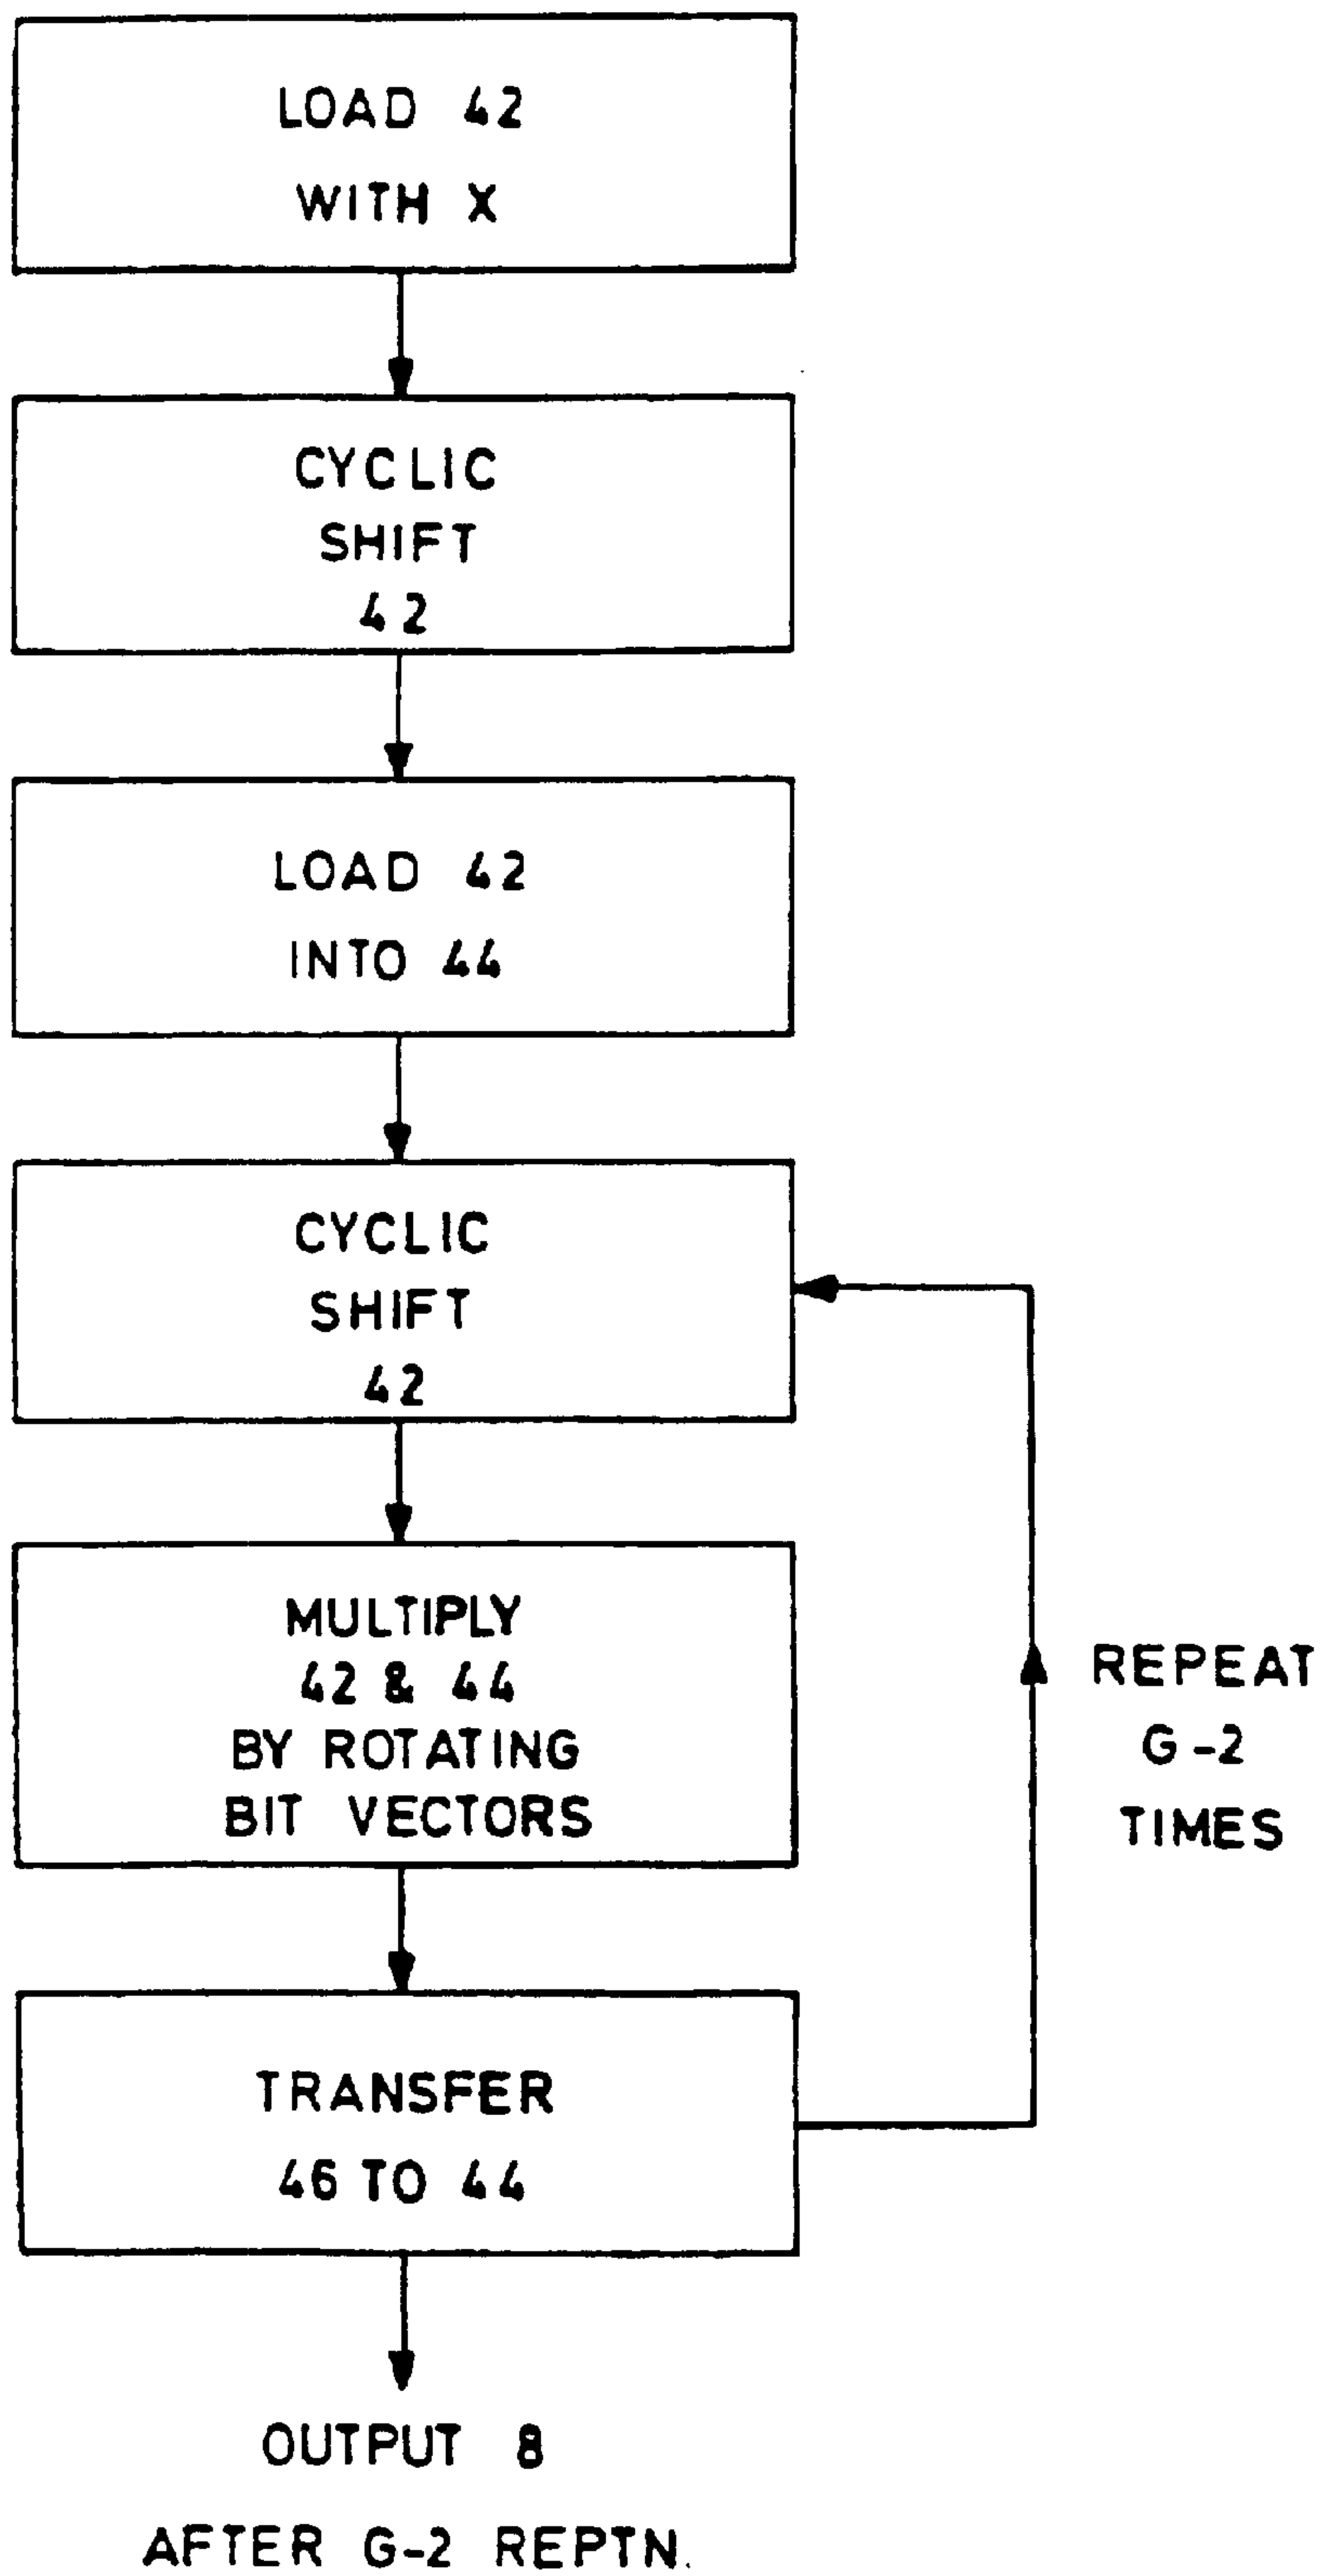 LOAD 42
WITH X
CYCLIC
SHIFT
42
LOAD 42
INTO 44
CYCLIC
SHIFT
42
MULTIPLY
42 & 44
BY ROTATING
BIT VECTORS
REPEAT
G-2
TIMES
TRANSFER
46 TO 44
OUTPUT 8
AFTER G-2 REPTN.